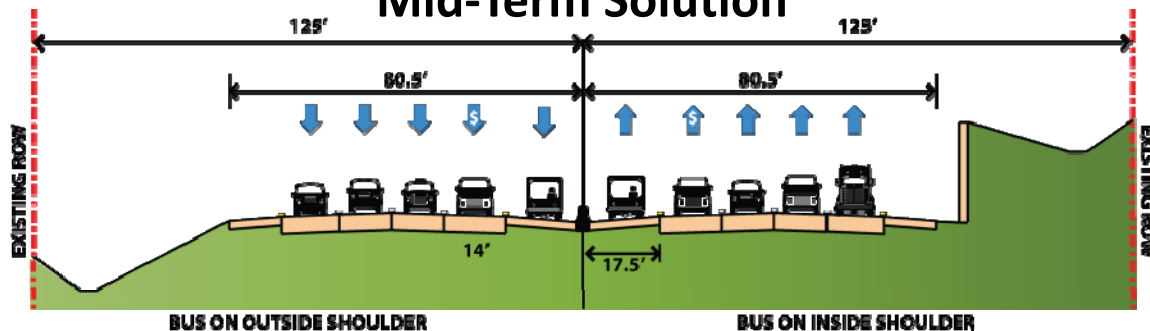 Mid-Term Solution
125'
125'
80.5'
80.5'
$
$
EXISTING ROW
EXISTING ROW
14'
17.5'
BUS ON OUTSIDE SHOULDER
BUS ON INSIDE SHOULDER